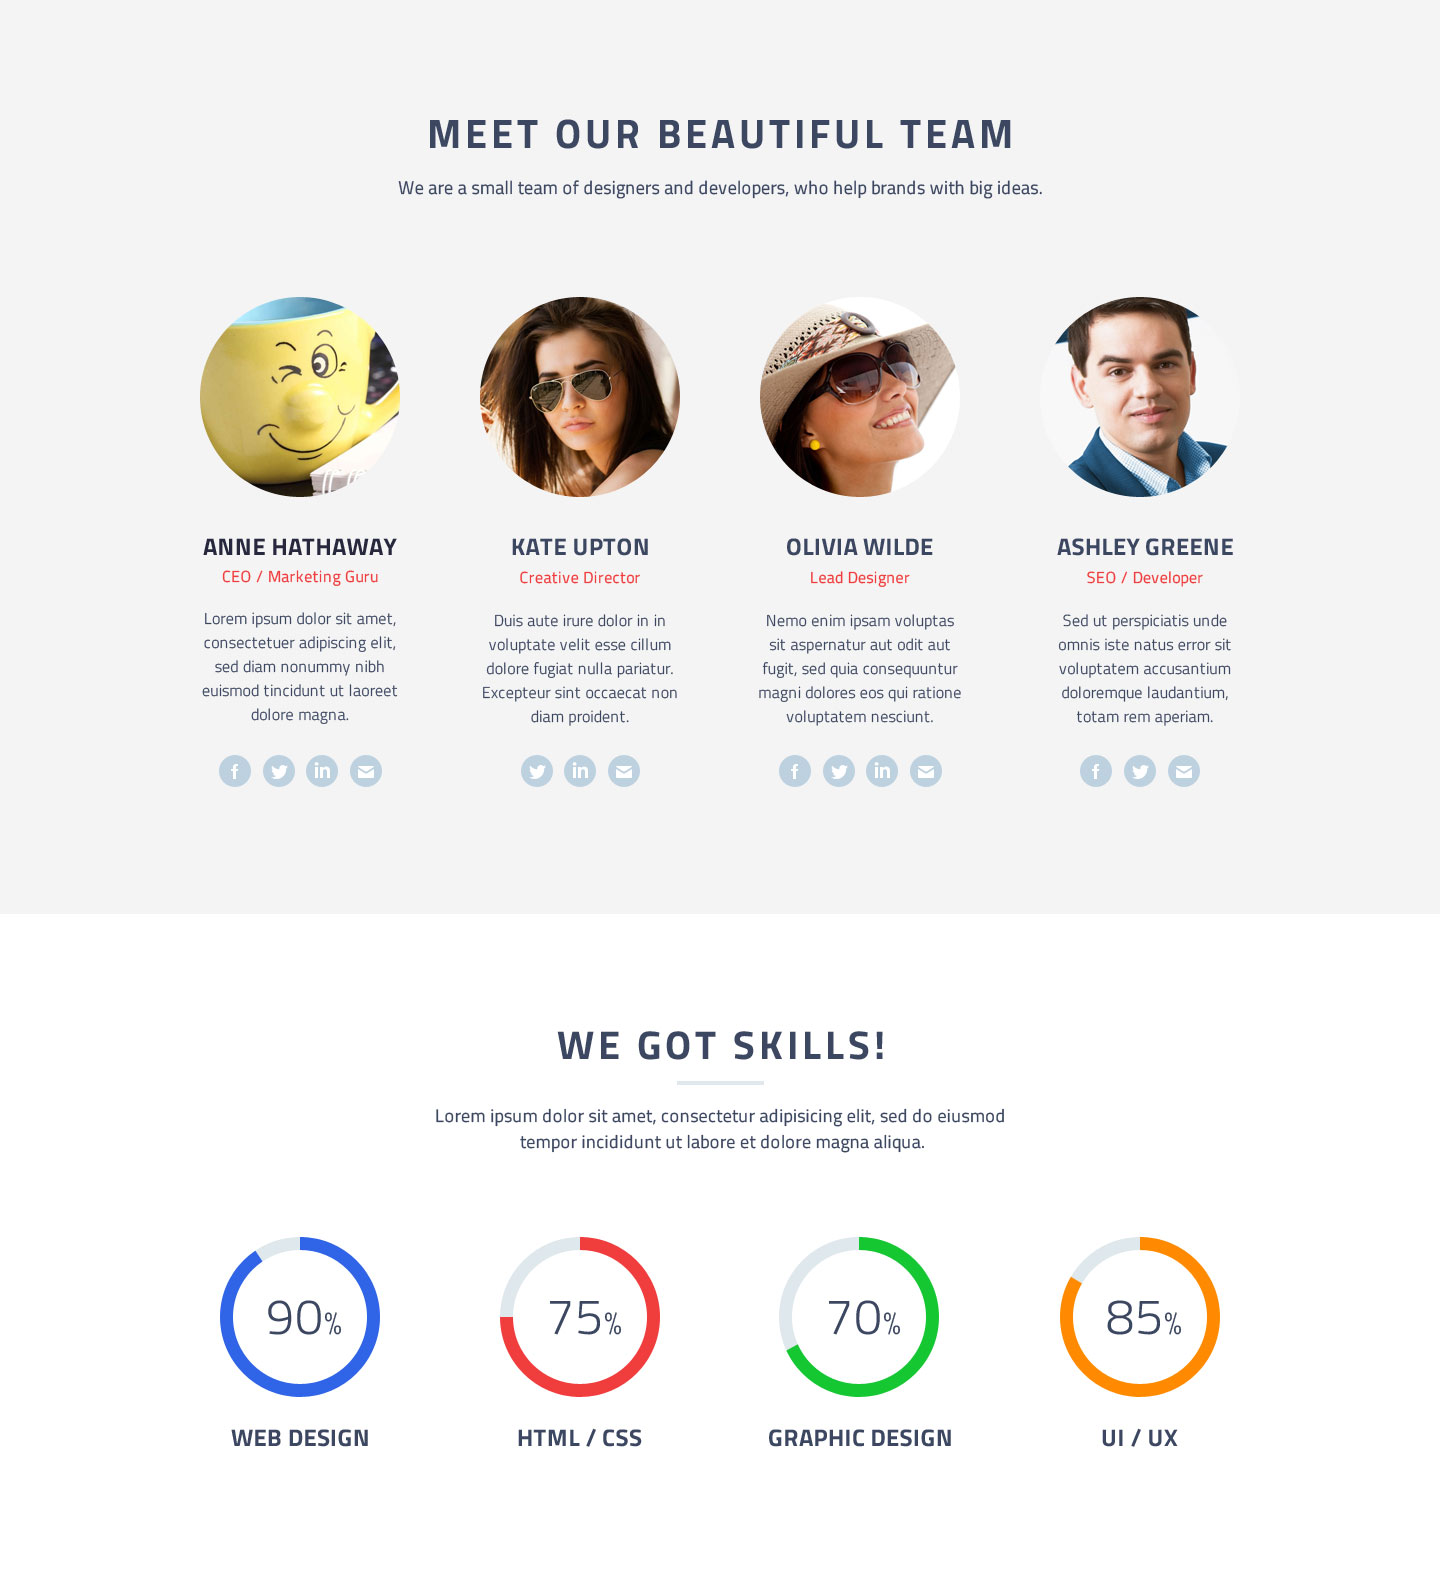 MEET OUR BEAUTIFUL TEAM
We are a small team of designers and developers, who help brands with big ideas.
ANNE HATHAWAY
CEO / Marketing Guru
Lorem ipsum dolor sit amet,
consectetuer adipiscing elit,
sed diam nonummy nibh
euismod tincidunt ut laoreet
dolore magna.
f
in
KATE UPTON
Creative Director
Duis aute irure dolor in in
voluptate velit esse cillum
dolore fugiat nulla pariatur.
Excepteur sint occaecat non
diam proident.
in
OLIVIA WILDE
Lead Designer
Nemo enim ipsam voluptas
sit aspernatur aut odit aut
fugit, sed quia consequuntur
magni dolores eos qui ratione
voluptatem nesciunt.
f
in
ASHLEY GREENE
SEO / Developer
Sed ut perspiciatis unde
omnis iste natus error sit
voluptatem accusantium
doloremque laudantium,
totam rem aperiam.
f
WE GOT SKILLS!
Lorem ipsum dolor sit amet, consectetur adipisicing elit, sed do eiusmod
tempor incididunt ut labore et dolore magna aliqua.
90%
WEB DESIGN
75%
HTML / CSS
70%
GRAPHIC DESIGN
85%
UI / UX